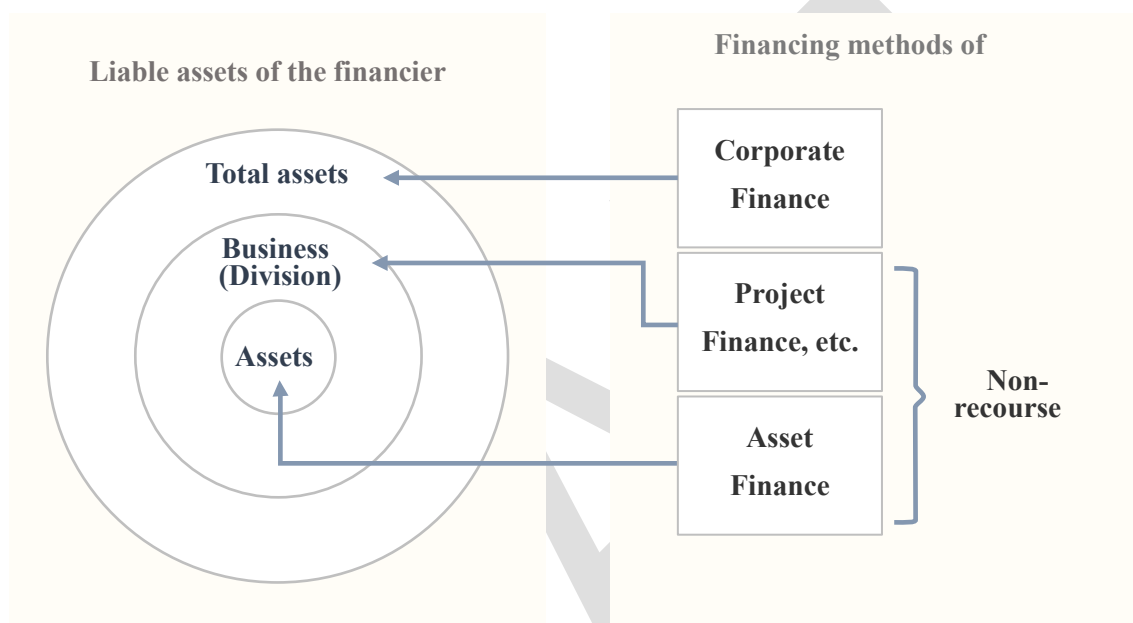 Liable assets of the financier
Total assets
Business
(Division)
Assets
Financing methods of
Corporate
Finance
Project
Finance, etc.
Asset
Finance
Non-
recourse